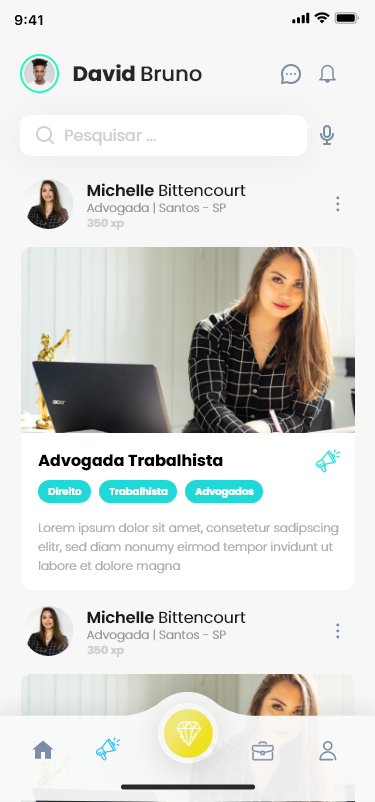 9:41
David Bruno
Pesquisar ...
Michelle Bittencourt
Advogada | Santos - SP
350 xp
acer
Advogada Trabalhista
Direito Trabalhista Advogados
Lorem ipsum dolor sit amet, consetetur sadipscing
elitr, sed diam nonumy eirmod tempor invidunt ut
labore et dolore magna
Michelle Bittencourt
Advogada | Santos - SP
350 xp